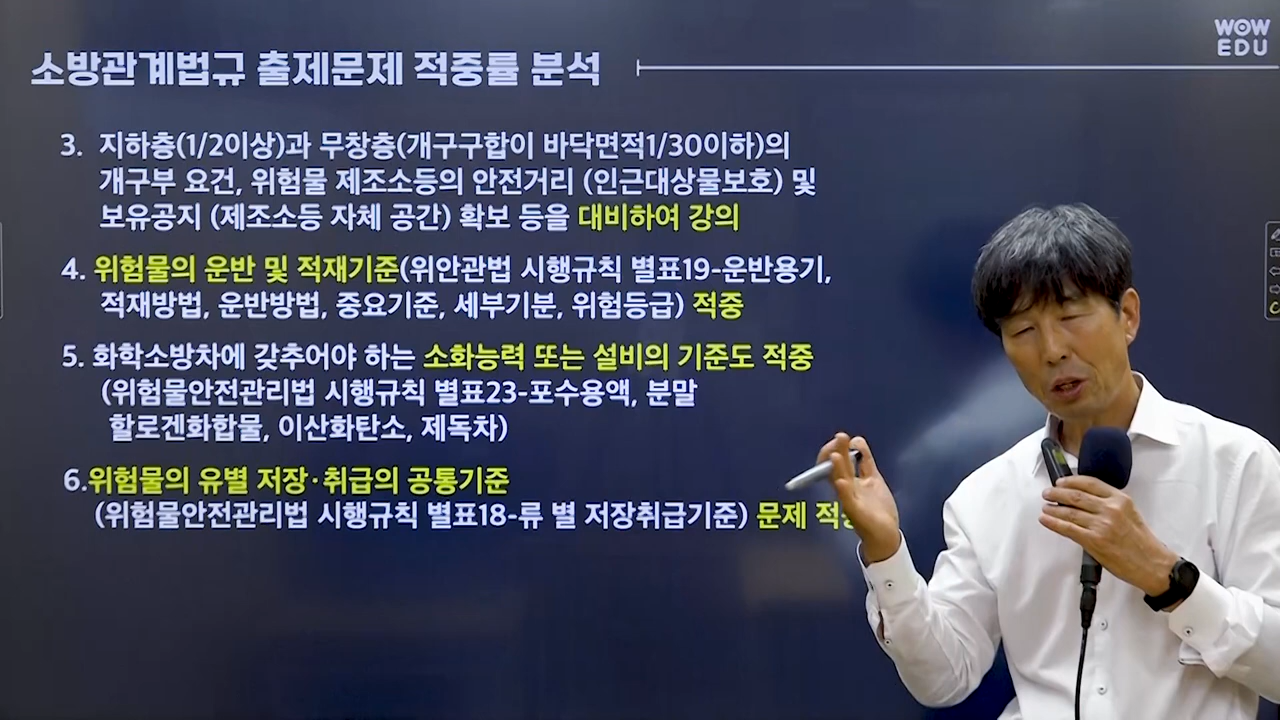 WOW
EDU
소방관계법규 출제문제 적중률 분석
3. 지하층(1/2이상)과 무창층(개구구합이 바닥면적1/30이하)의
개구부 요건, 위험물 제조소등의 안전거리 (인근대상물보호) 및
보유공지 (제조소등 자체 공간) 확보 등을 대비하여 강의
4. 위험물의 운반 및 적재기준(위안관법 시행규칙 별표19-운반용기,
적재방법, 운반방법, 중요기준, 세부기분, 위험등급) 적중
5. 화학소방차에 갖추어야 하는 소화능력 또는 설비의 기준도 적중
(위험물안전관리법 시행규칙 별표23-포수용액, 분말
할로겐화합물, 이산화탄소, 제독차)
6.위험물의 유별 저장·취급의 공통기준
(위험물안전관리법 시행규칙 별표18-류 별 저장취급기준) 문제 적중